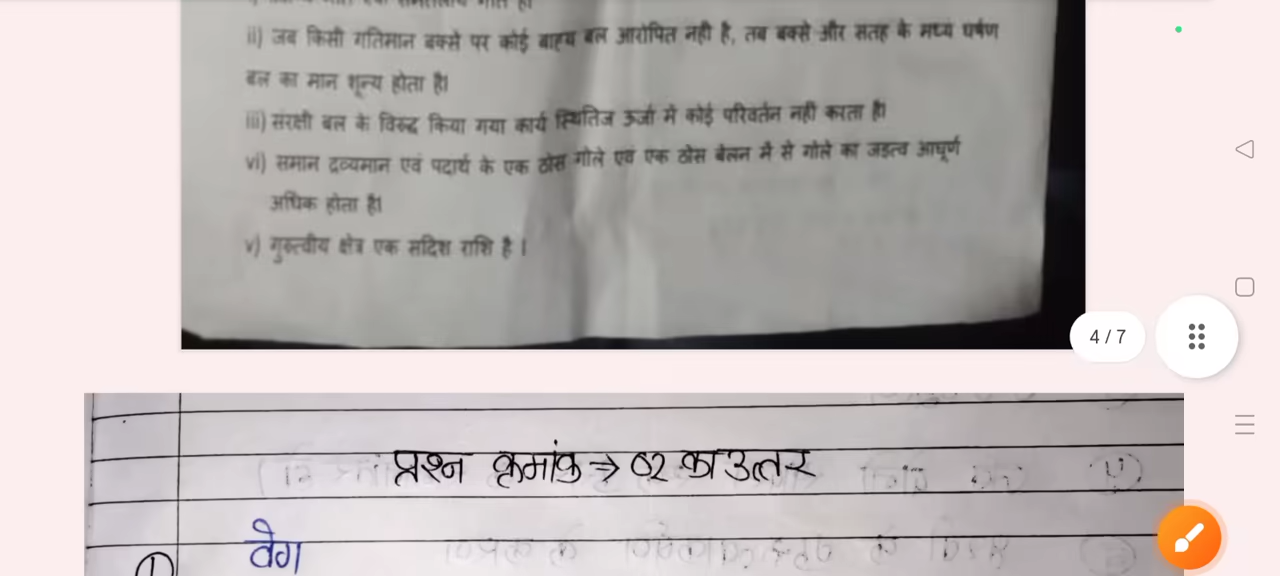 ii) जब किसी गतिमान बक्से पर कोई बाहय बल आरोपित नही है, तब बक्से और सतह के मध्य घर्षण
बल का मान शून्य होता है।
iii) संरक्षी बल के विरुद्ध किया गया कार्य स्थितिज ऊर्जा में कोई परिवर्तन नही करता है।
vi) समान द्रव्यमान एवं पदार्थ के एक ठोस गोले एवं एक ठोस बेलन में से गोले का जड़त्व आघूर्ण
अधिक होता है।
v) गुरुत्वीय क्षेत्र एक सदिश राशि है ।
4 / 7
प्रश्न क्रमांक → 02 का उत्तर
(1) वेग